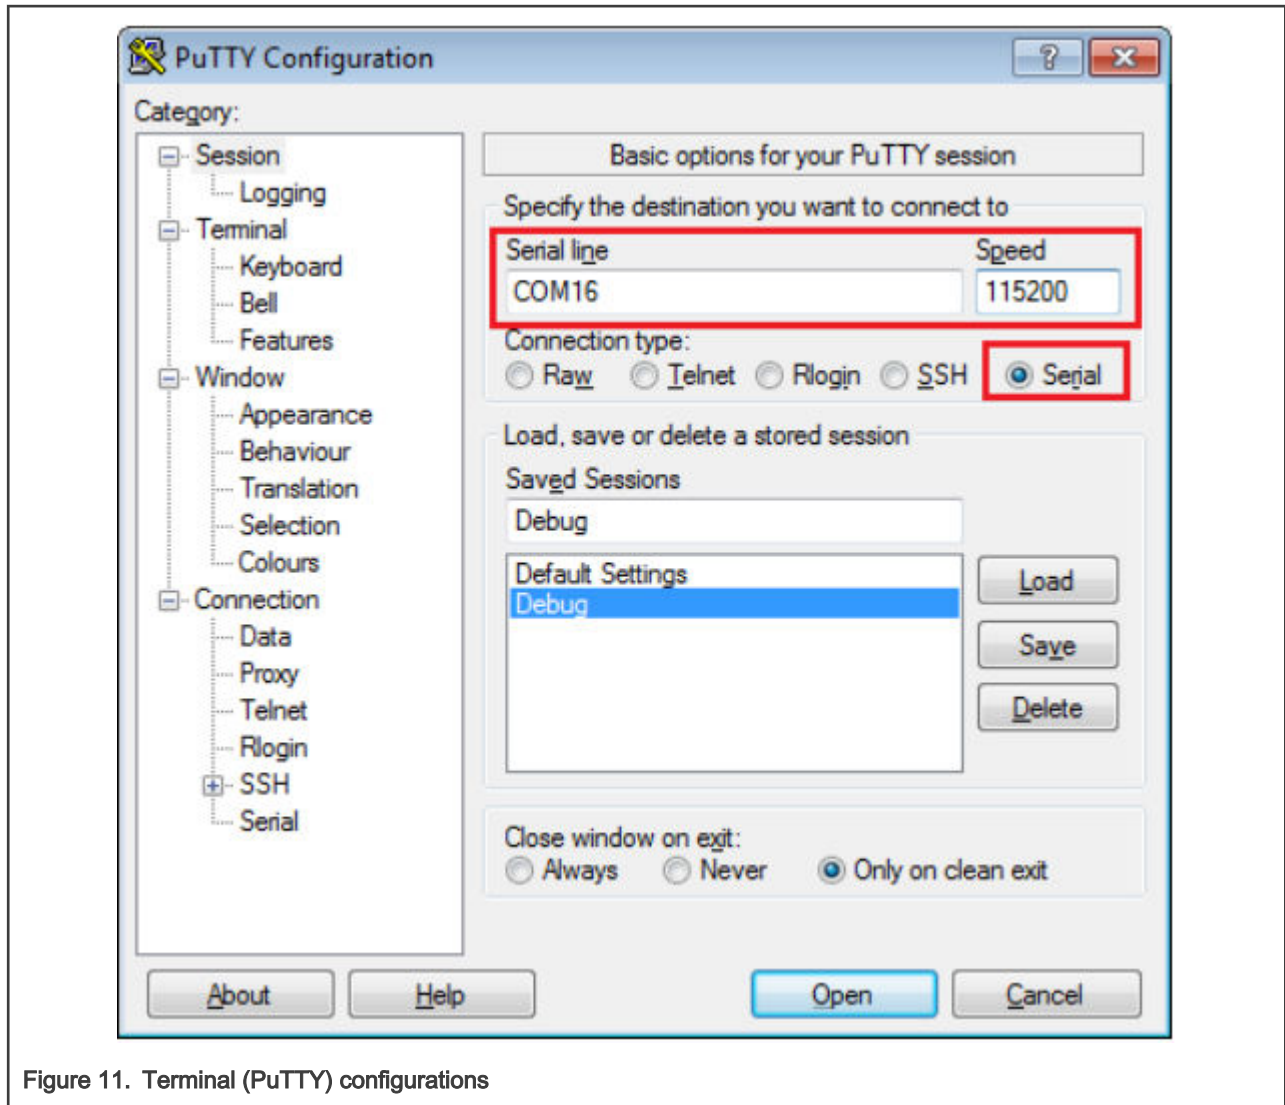 PuTTY Configuration
?
Category:
Session
Logging
Terminal
Keyboard
Bell
Features
Window
Appearance
Behaviour
Translation
Selection
Colours
Connection
Data
Proxy
Telnet
Rlogin
SSH
Serial
Basic options for your PuTTY session
Specify the destination you want to connect to
Serial line Speed
COM16 115200
Connection type:
Raw Telnet Rlogin SSH Serial
Load, save or delete a stored session
Saved Sessions
Debug
Default Settings
Debug
Load
Save
Delete
Close window on exit:
Always Never Only on clean exit
About Help Open Cancel
Figure 11. Terminal (PuTTY) configurations